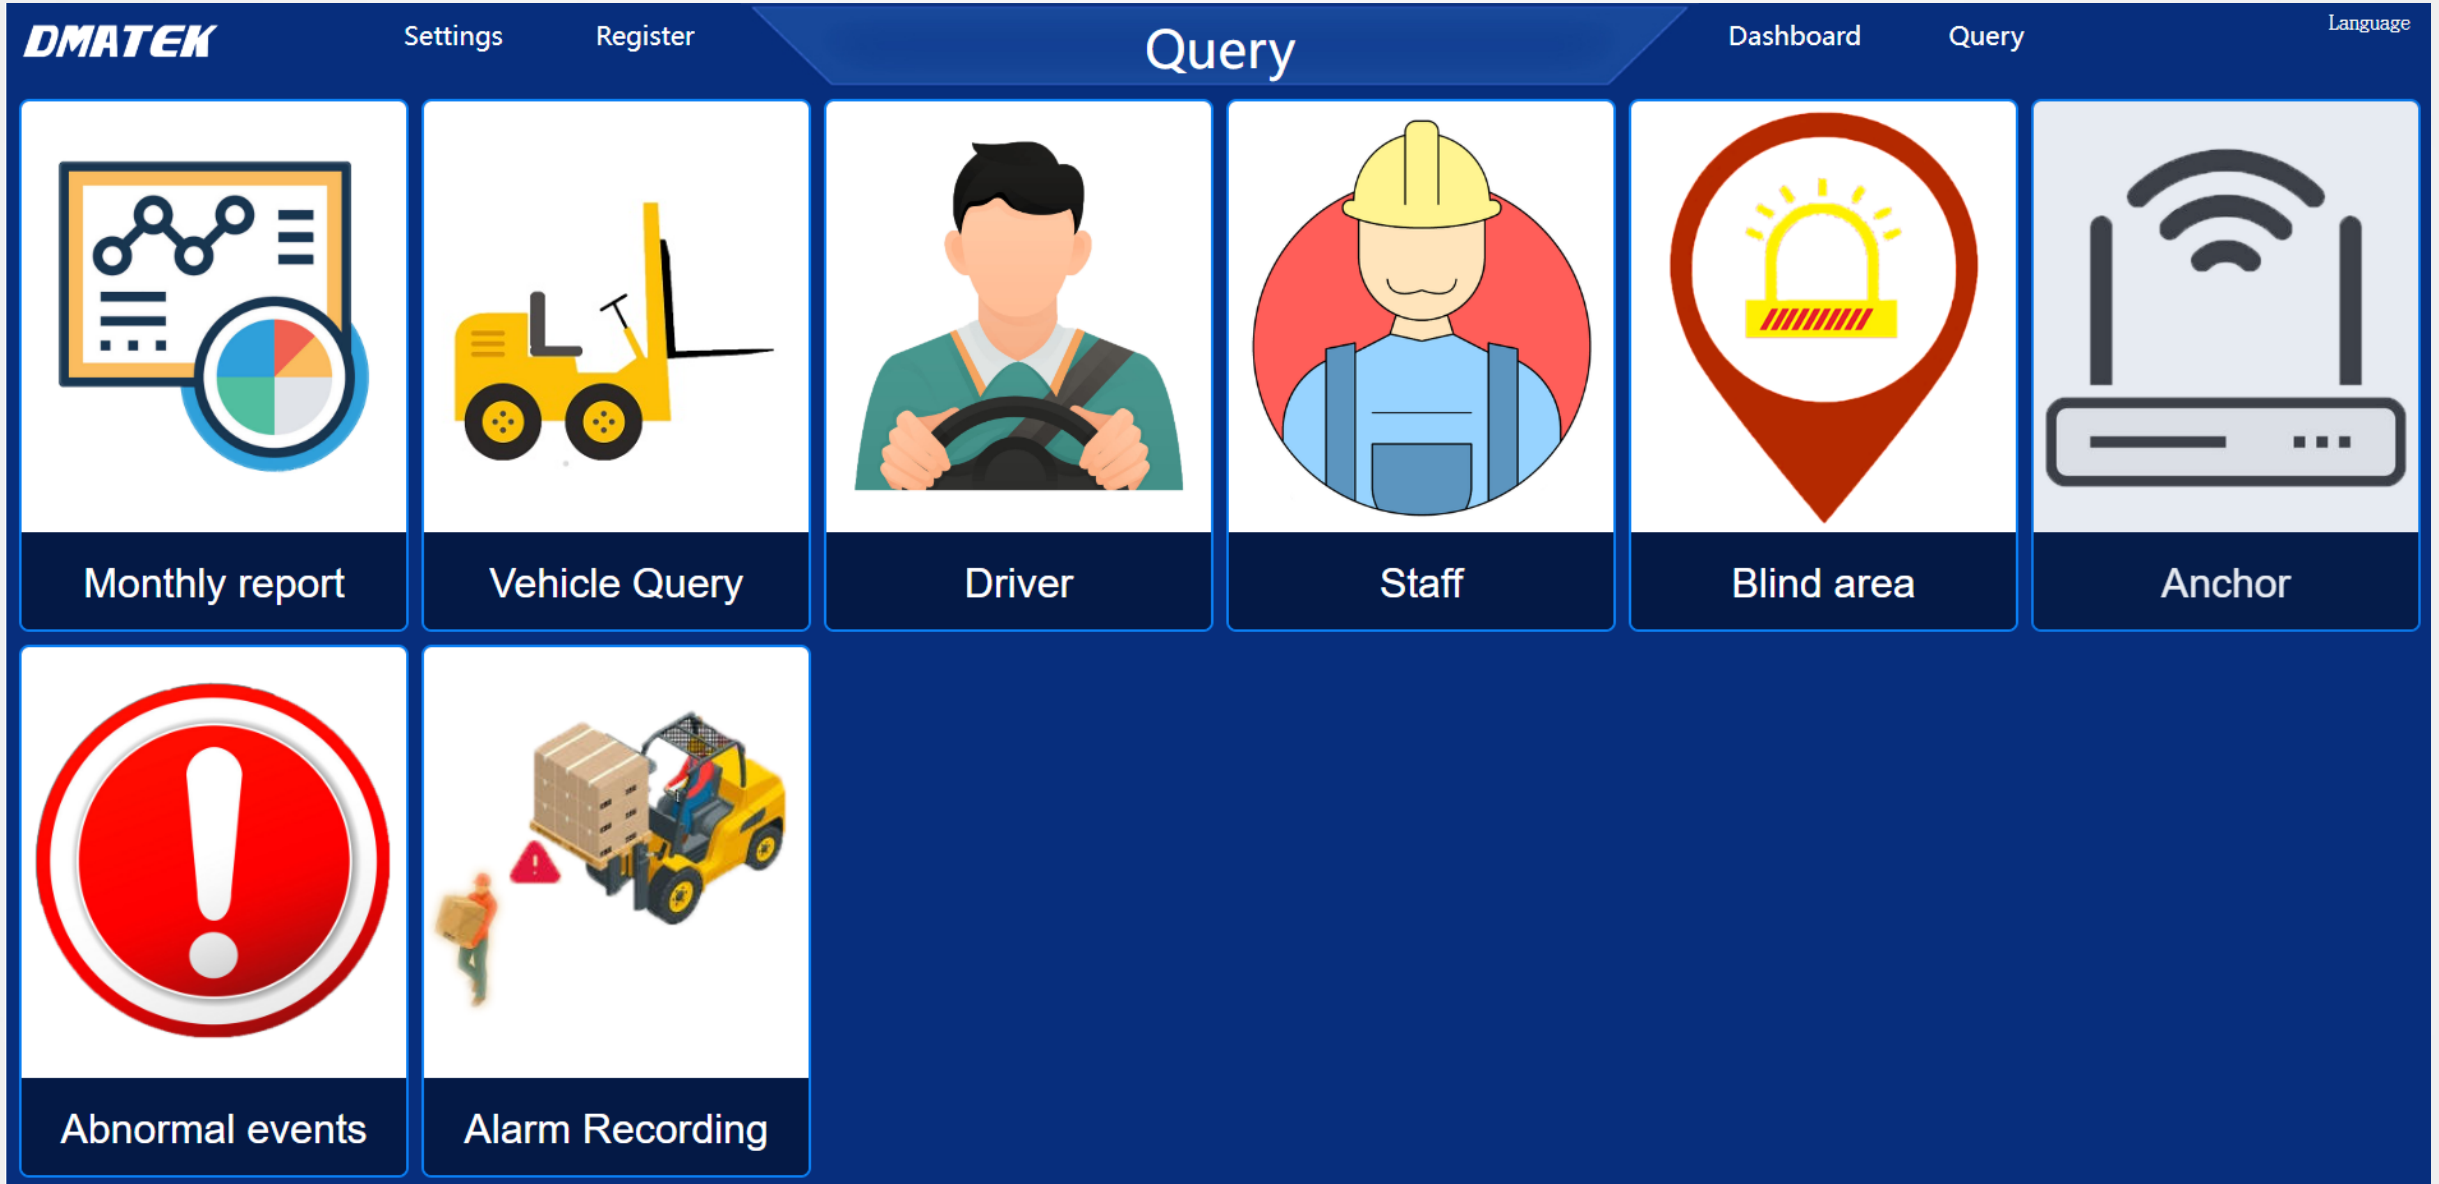 DMATEK
Settings
Register
Query
Dashboard
Query
Language
Monthly report
Vehicle Query
Driver
Staff
Blind area
Anchor
Abnormal events
Alarm Recording